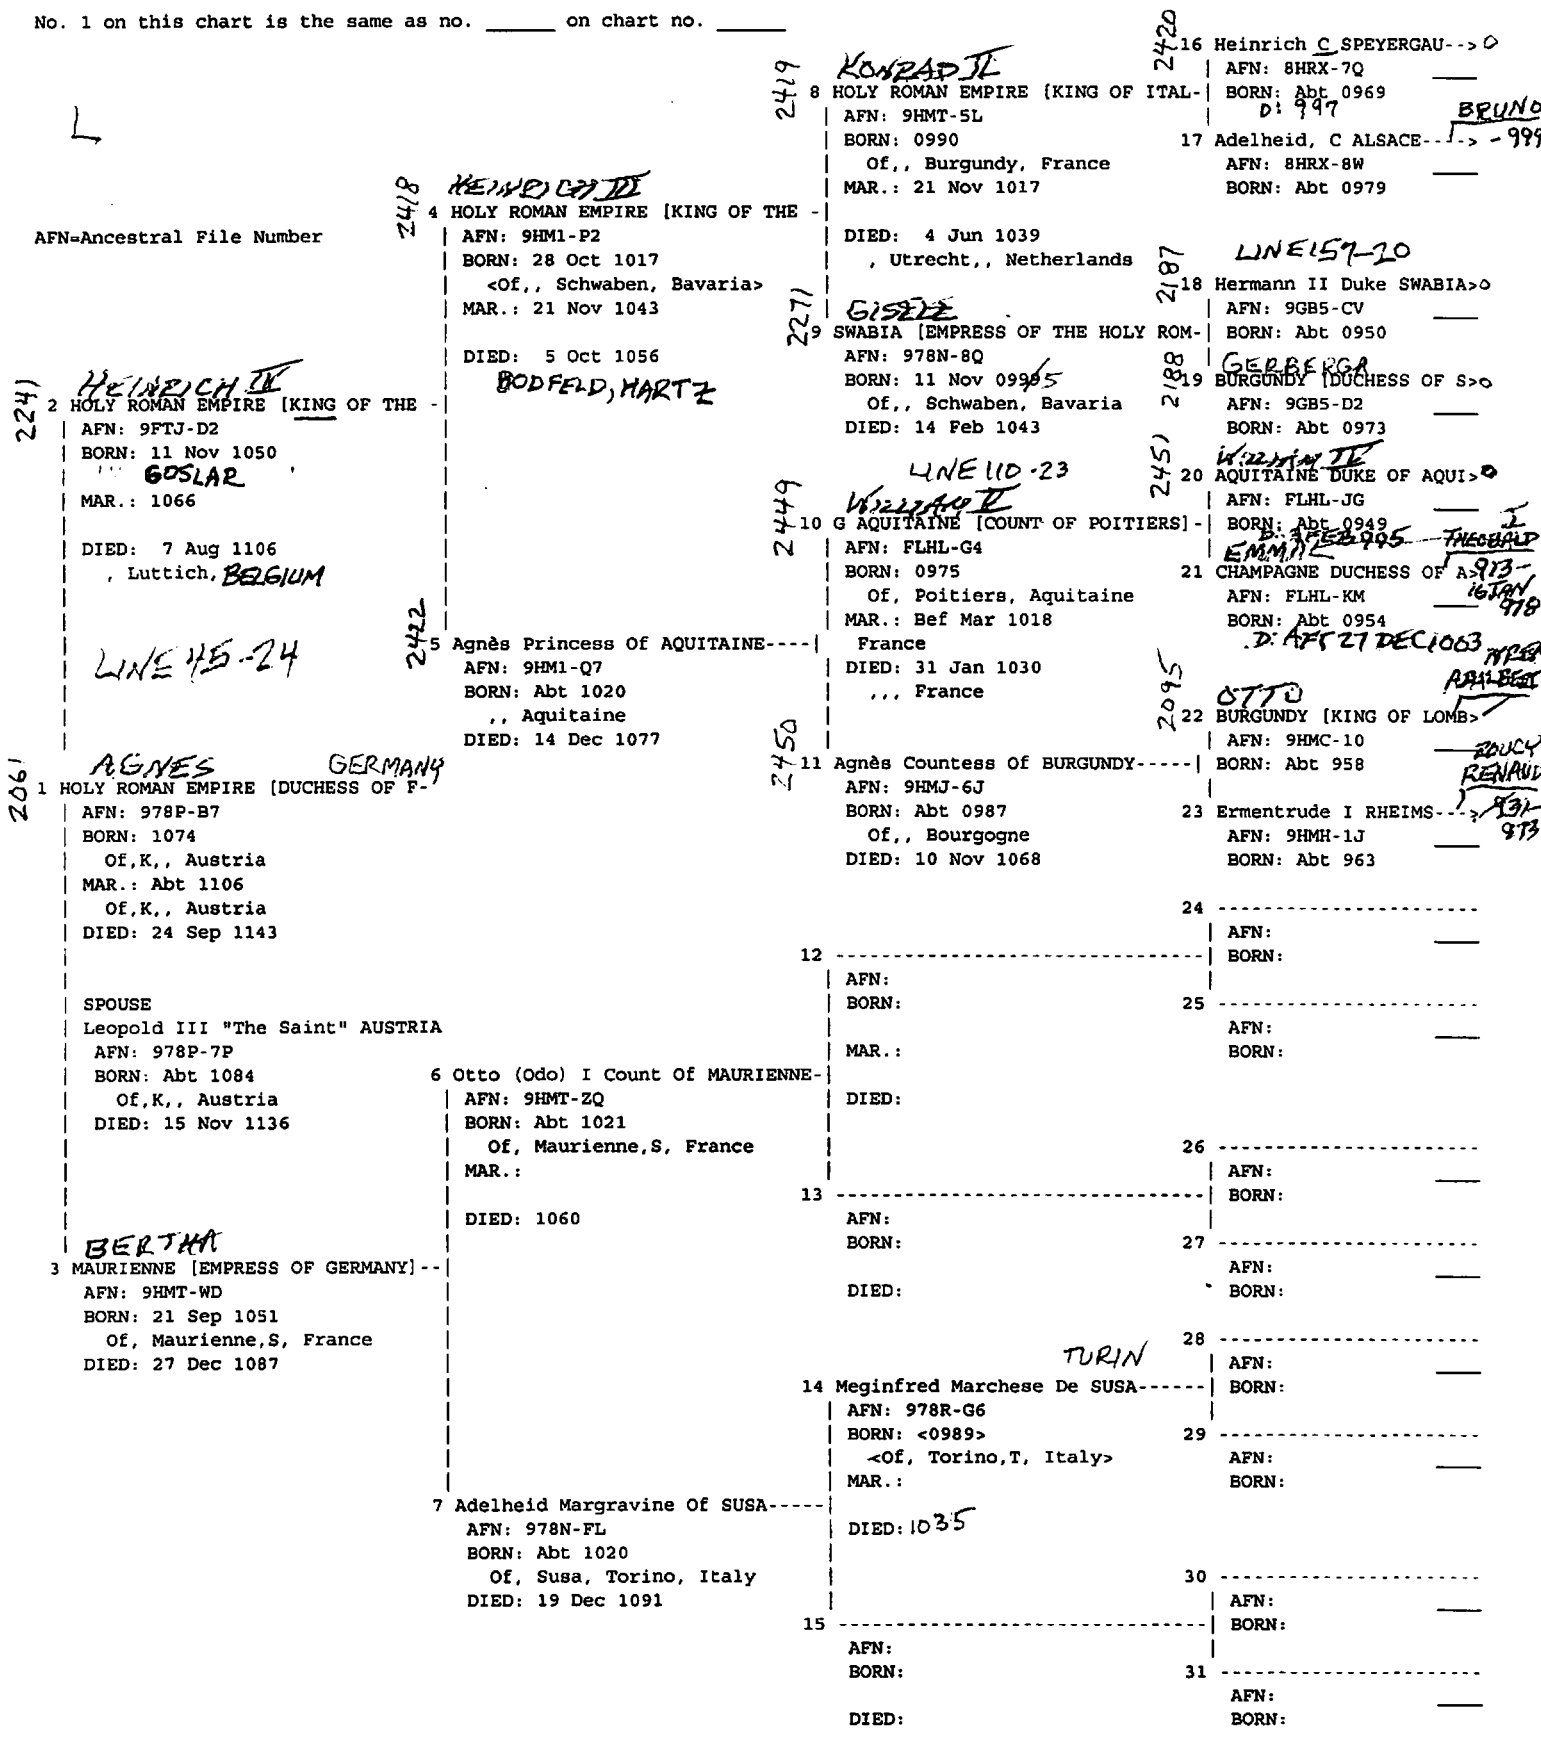 No. 1 on this chart is the same as no. ______ on chart no. ______
L
AFN=Ancestral File Number
2061
AGNES GERMANY
1 HOLY ROMAN EMPIRE [DUCHESS OF F-
AFN: 978P-B7
BORN: 1074
Of,K,, Austria
MAR.: Abt 1106
Of,K,, Austria
DIED: 24 Sep 1143
SPOUSE
Leopold III "The Saint" AUSTRIA
AFN: 978P-7P
BORN: Abt 1084
Of,K,, Austria
DIED: 15 Nov 1136
2241
HEINRICH IV
2 HOLY ROMAN EMPIRE [KING OF THE -
AFN: 9FTJ-D2
BORN: 11 Nov 1050
GOSLAR
MAR.: 1066
DIED: 7 Aug 1106
, Luttich, BELGIUM
LINE 45-24
BERTHA
3 MAURIENNE [EMPRESS OF GERMANY]--
AFN: 9HMT-WD
BORN: 21 Sep 1051
Of, Maurienne,S, France
DIED: 27 Dec 1087
2418
HEINRICH III
4 HOLY ROMAN EMPIRE [KING OF THE -
AFN: 9HM1-P2
BORN: 28 Oct 1017
<Of,, Schwaben, Bavaria>
MAR.: 21 Nov 1043
DIED: 5 Oct 1056
BODFELD, HARTZ
2422
5 Agnès Princess Of AQUITAINE----
AFN: 9HM1-Q7
BORN: Abt 1020
,, Aquitaine
DIED: 14 Dec 1077
6 Otto (Odo) I Count Of MAURIENNE-
AFN: 9HMT-ZQ
BORN: Abt 1021
Of, Maurienne,S, France
MAR.:
DIED: 1060
7 Adelheid Margravine Of SUSA-----
AFN: 978N-FL
BORN: Abt 1020
Of, Susa, Torino, Italy
DIED: 19 Dec 1091
2419
KONRAD II
8 HOLY ROMAN EMPIRE [KING OF ITAL-
AFN: 9HMT-5L
BORN: 0990
Of,, Burgundy, France
MAR.: 21 Nov 1017
DIED: 4 Jun 1039
, Utrecht,, Netherlands
2271
GISELE
9 SWABIA [EMPRESS OF THE HOLY ROM-
AFN: 978N-8Q
BORN: 11 Nov 0995
Of,, Schwaben, Bavaria
DIED: 14 Feb 1043
LINE 110-23
2449
WILLIAM V
10 G AQUITAINE [COUNT OF POITIERS]-
AFN: FLHL-G4
BORN: 0975
Of, Poitiers, Aquitaine
MAR.: Bef Mar 1018
France
DIED: 31 Jan 1030
,,, France
2450
11 Agnès Countess Of BURGUNDY-----
AFN: 9HMJ-6J
BORN: Abt 0987
Of,, Bourgogne
DIED: 10 Nov 1068
12 -------------------------------
AFN:
BORN:
MAR.:
DIED:
13 -------------------------------
AFN:
BORN:
DIED:
TURIN
14 Meginfred Marchese De SUSA------
AFN: 978R-G6
BORN: <0989>
<Of, Torino,T, Italy>
MAR.:
DIED: 1035
15 -------------------------------
AFN:
BORN:
DIED:
2420
16 Heinrich C SPEYERGAU-->O
AFN: 8HRX-7Q
BORN: Abt 0969
D: 997
BRUNO
17 Adelheid, C ALSACE----> -999
AFN: 8HRX-8W
BORN: Abt 0979
LINE 157-20
2187
18 Hermann II Duke SWABIA>O
AFN: 9GB5-CV
BORN: Abt 0950
2188
GERBERGA
19 BURGUNDY [DUCHESS OF S>O
AFN: 9GB5-D2
BORN: Abt 0973
2451
WILLIAM IV
20 AQUITAINE DUKE OF AQUI>O
AFN: FLHL-JG
BORN: Abt 0949
D: 3 FEB 995
EMMA
I
THEOBALD
21 CHAMPAGNE DUCHESS OF A> 913-
16 JAN
978
AFN: FLHL-KM
BORN: Abt 0954
D: AFT 27 DEC 1003
ADALBERT
2095
OTTO
22 BURGUNDY [KING OF LOMB>
AFN: 9HMC-10
BORN: Abt 958
ROUCY
RENAUD
23 Ermentrude I RHEIMS---> 931-
973
AFN: 9HMH-1J
BORN: Abt 963
24 ----------------------
AFN:
BORN:
25 ----------------------
AFN:
BORN:
26 ----------------------
AFN:
BORN:
27 ----------------------
AFN:
BORN:
28 ----------------------
AFN:
BORN:
29 ----------------------
AFN:
BORN:
30 ----------------------
AFN:
BORN:
31 ----------------------
AFN:
BORN: